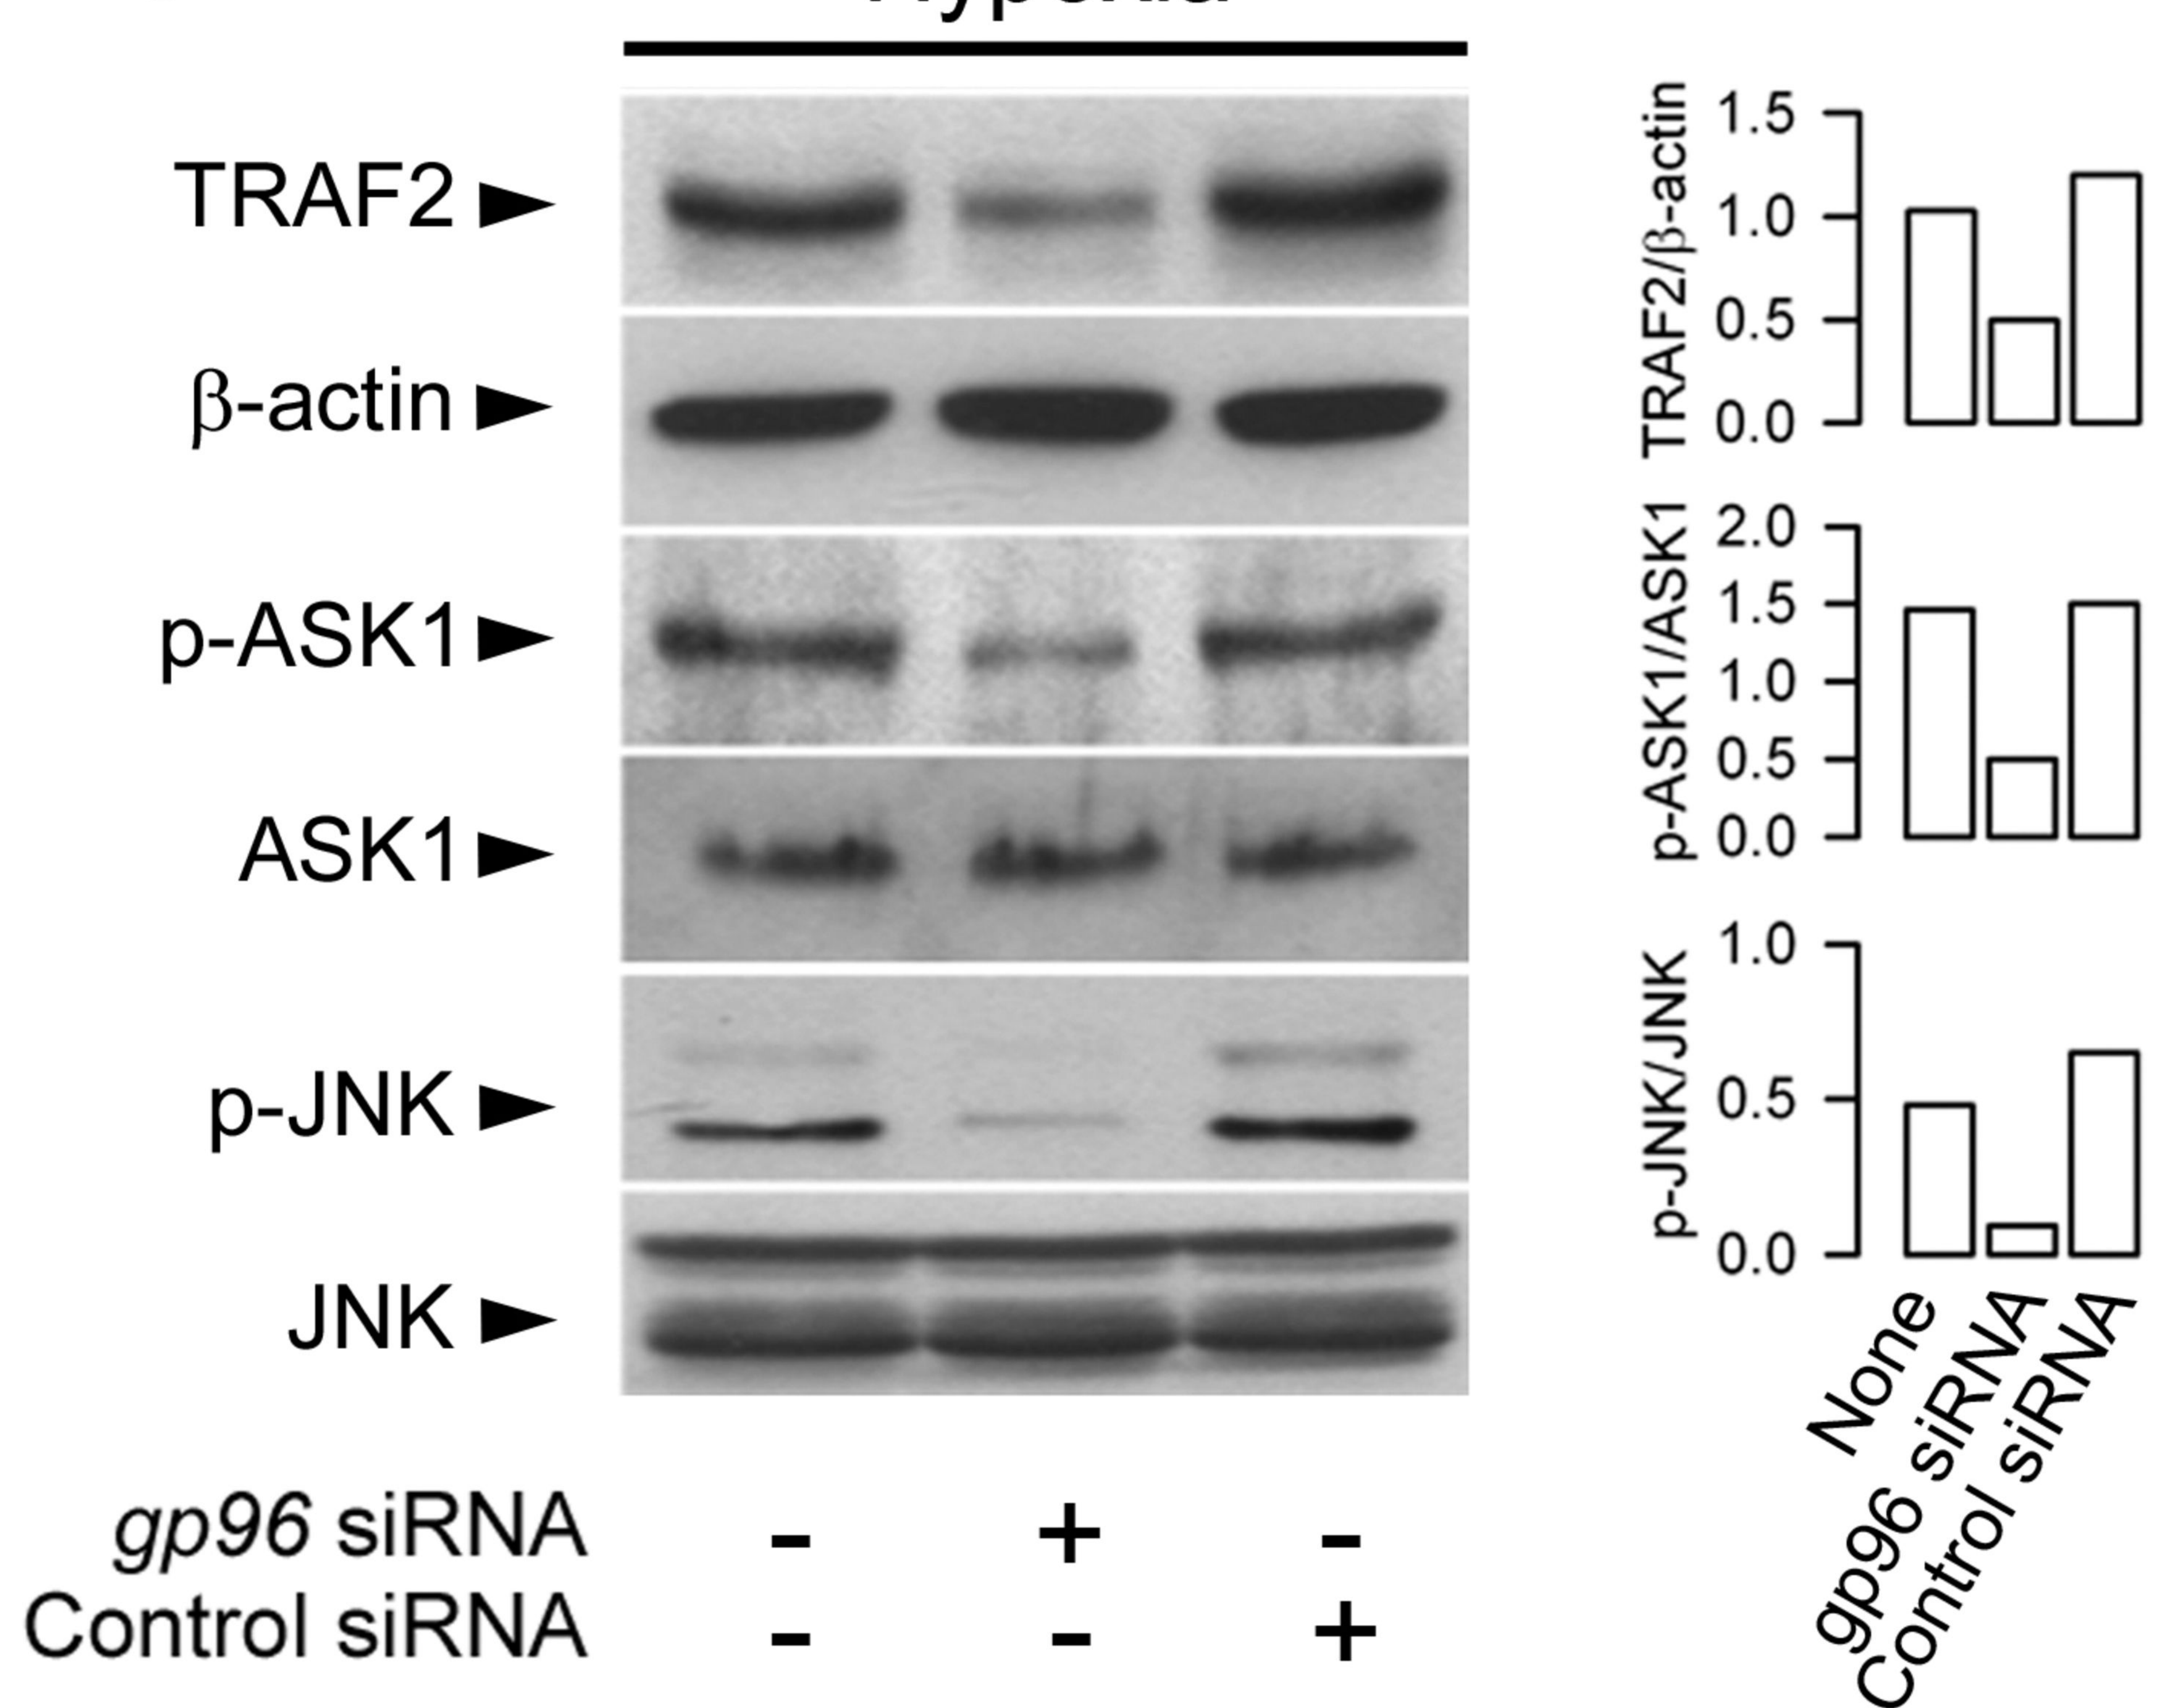 Hypoxia
TRAF2
β-actin
p-ASK1
ASK1
p-JNK
JNK
gp96 siRNA - + -
Control siRNA - - +
TRAF2/β-actin
1.5
1.0
0.5
0.0
p-ASK1/ASK1
2.0
1.5
1.0
0.5
0.0
p-JNK/JNK
1.0
0.5
0.0
None
gp96 siRNA
Control siRNA